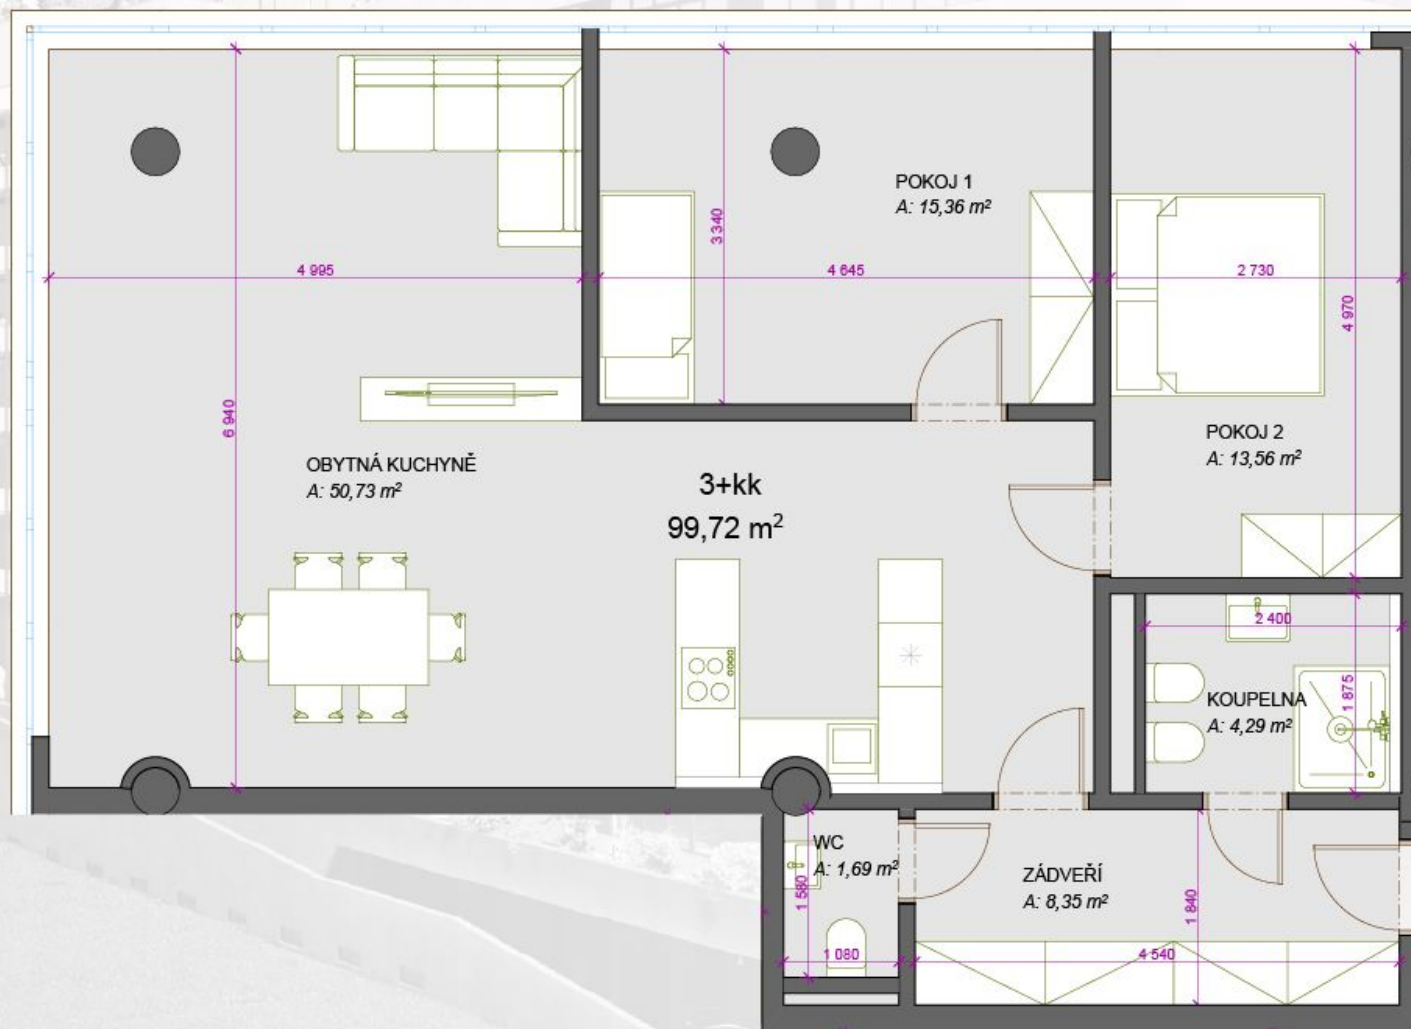 POKOJ 1
A: 15,36 m²
3 340
4 995
4 645
2 730
4 970
6 940
OBYTNÁ KUCHYNĚ
A: 50,73 m²
3+kk
99,72 m²
POKOJ 2
A: 13,56 m²
2 400
1 875
KOUPELNA
A: 4,29 m²
WC
A: 1,69 m²
1 580
1 080
ZÁDVEŘÍ
A: 8,35 m²
1 840
4 540